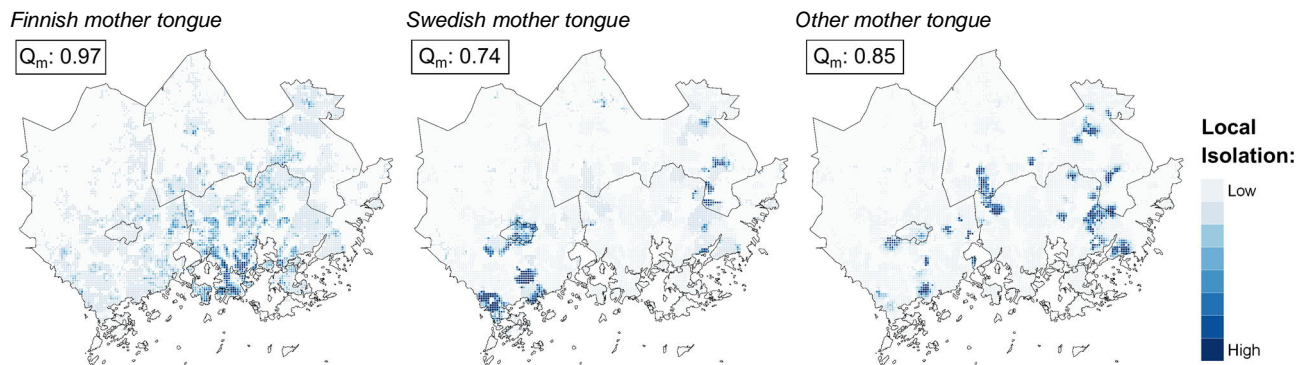 Finnish mother tongue
Qm: 0.97
Swedish mother tongue
Qm: 0.74
Other mother tongue
Qm: 0.85
Local
Isolation:
Low
High